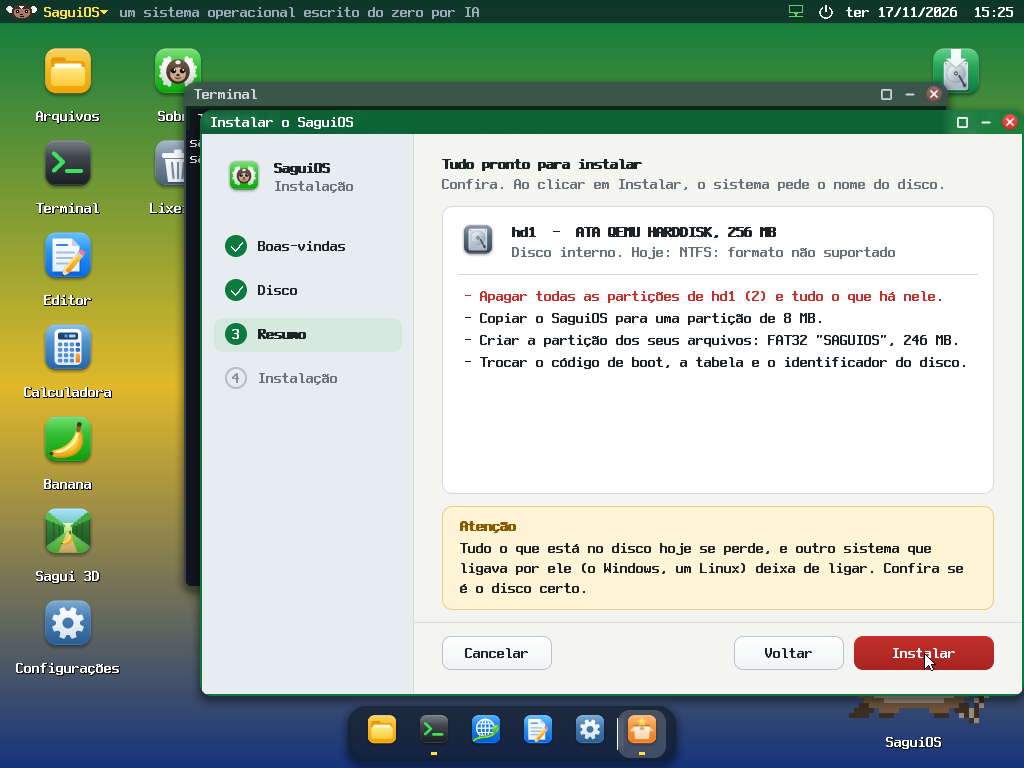 SaguiOS um sistema operacional escrito do zero por IA
ter 17/11/2026 15:25
Arquivos
Terminal
Editor
Calculadora
Banana
Sagui 3D
Configurações
Terminal
Instalar o SaguiOS
SaguiOS
Instalação
Boas-vindas
Disco
3 Resumo
4 Instalação
Tudo pronto para instalar
Confira. Ao clicar em Instalar, o sistema pede o nome do disco.
hd1 - ATA QEMU HARDDISK, 256 MB
Disco interno. Hoje: NTFS: formato não suportado
- Apagar todas as partições de hd1 (2) e tudo o que há nele.
- Copiar o SaguiOS para uma partição de 8 MB.
- Criar a partição dos seus arquivos: FAT32 "SAGUIOS", 246 MB.
- Trocar o código de boot, a tabela e o identificador do disco.
Atenção
Tudo o que está no disco hoje se perde, e outro sistema que
ligava por ele (o Windows, um Linux) deixa de ligar. Confira se
é o disco certo.
Cancelar
Voltar
Instalar
SaguiOS